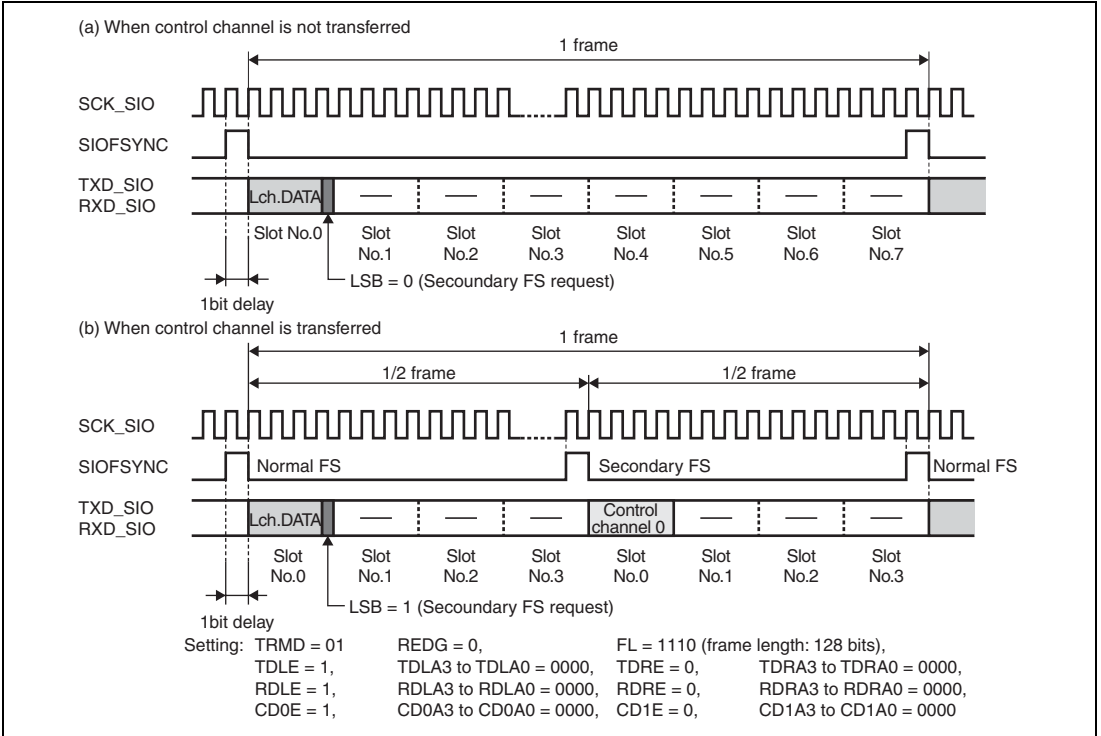 (a) When control channel is not transferred
1 frame
SCK_SIO
SIOFSYNC
TXD_SIO
RXD_SIO
Lch.DATA
Slot No.0
Slot
No.1
Slot
No.2
Slot
No.3
Slot
No.4
Slot
No.5
Slot
No.6
Slot
No.7
LSB = 0 (Secoundary FS request)
1bit delay
(b) When control channel is transferred
1 frame
1/2 frame
1/2 frame
SCK_SIO
SIOFSYNC
Normal FS
Secondary FS
Normal FS
TXD_SIO
RXD_SIO
Lch.DATA
Control
channel 0
Slot
No.0
Slot
No.1
Slot
No.2
Slot
No.3
Slot
No.0
Slot
No.1
Slot
No.2
Slot
No.3
LSB = 1 (Secoundary FS request)
1bit delay
Setting: TRMD = 01 REDG = 0, FL = 1110 (frame length: 128 bits),
TDLE = 1, TDLA3 to TDLA0 = 0000, TDRE = 0, TDRA3 to TDRA0 = 0000,
RDLE = 1, RDLA3 to RDLA0 = 0000, RDRE = 0, RDRA3 to RDRA0 = 0000,
CD0E = 1, CD0A3 to CD0A0 = 0000, CD1E = 0, CD1A3 to CD1A0 = 0000